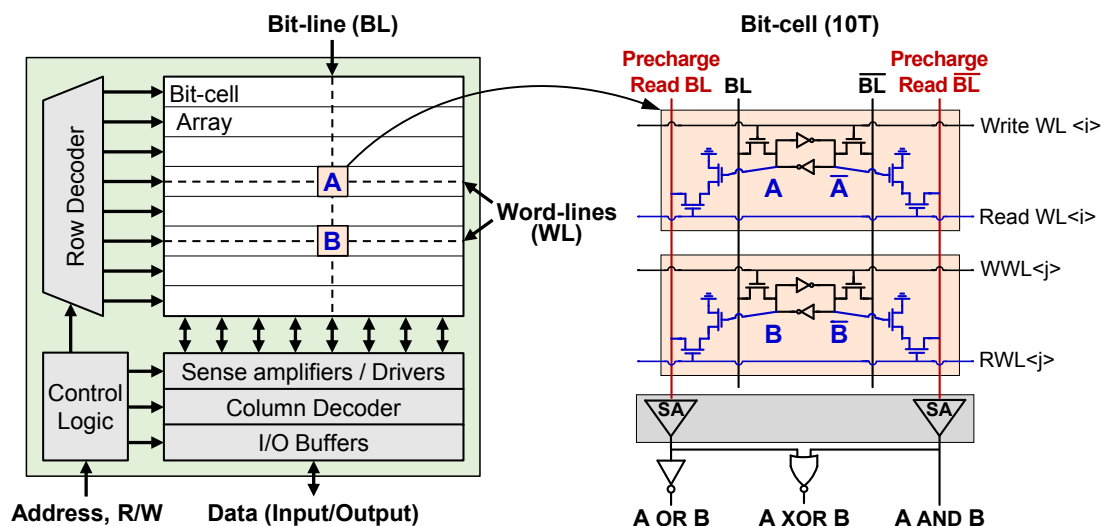 Bit-line (BL)
Row Decoder
Bit-cell
Array
A
B
Word-lines
(WL)
Control
Logic
Sense amplifiers / Drivers
Column Decoder
I/O Buffers
Address, R/W
Data (Input/Output)
Bit-cell (10T)
Precharge
Read BL
BL
B̅L̅
Precharge
Read B̅L̅
Write WL <i>
A
A̅
Read WL<i>
WWL<j>
B
B̅
RWL<j>
SA
SA
A OR B
A XOR B
A AND B